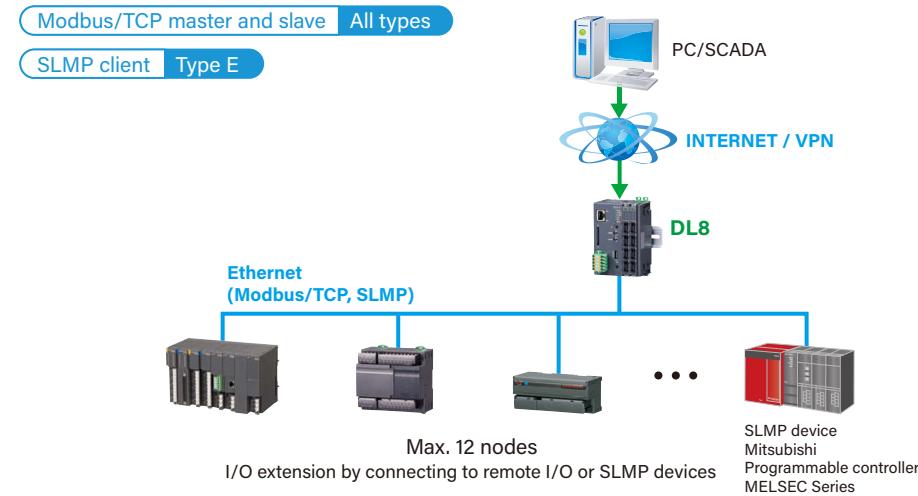 Modbus/TCP master and slave All types
SLMP client Type E
PC/SCADA
INTERNET / VPN
DL8
Ethernet
(Modbus/TCP, SLMP)
Max. 12 nodes
I/O extension by connecting to remote I/O or SLMP devices
SLMP device
Mitsubishi
Programmable controller
MELSEC Series